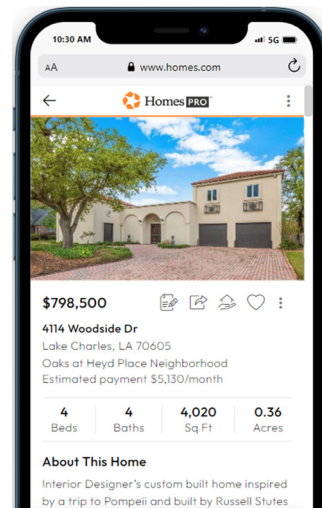 10:30 AM
5G
AA
www.homes.com
Homes PRO™
$798,500
4114 Woodside Dr
Lake Charles, LA 70605
Oaks at Heyd Place Neighborhood
Estimated payment $5,130/month
4
4
4,020
0.36
Beds
Baths
Sq Ft
Acres
About This Home
Interior Designer's custom built home inspired
by a trip to Pompeii and built by Russell Stutes